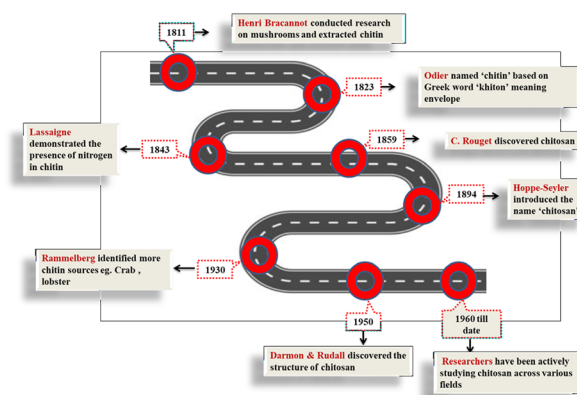 1811
Henri Bracannot conducted research
on mushrooms and extracted chitin
1823
Odier named ‘chitin’ based on
Greek word ‘khiton’ meaning
envelope
Lassaigne
demonstrated the
presence of nitrogen
in chitin
1843
1859
C. Rouget discovered chitosan
1894
Hoppe-Seyler
introduced the
name ‘chitosan’
Rammelberg identified more
chitin sources eg. Crab ,
lobster
1930
1950
Darmon & Rudall discovered the
structure of chitosan
1960 till
date
Researchers have been actively
studying chitosan across various
fields